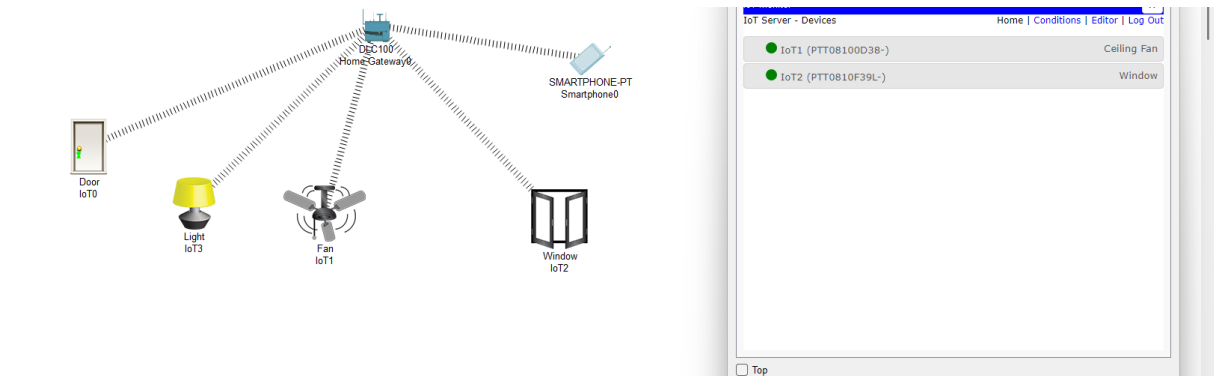 DLC100
Home Gateway0
SMARTPHONE-PT
Smartphone0
Door
IoT0
Light
IoT3
Fan
IoT1
Window
IoT2
IoT Server - Devices
Home | Conditions | Editor | Log Out
IoT1 (PTT08100D38-)
Ceiling Fan
IoT2 (PTT0810F39L-)
Window
Top